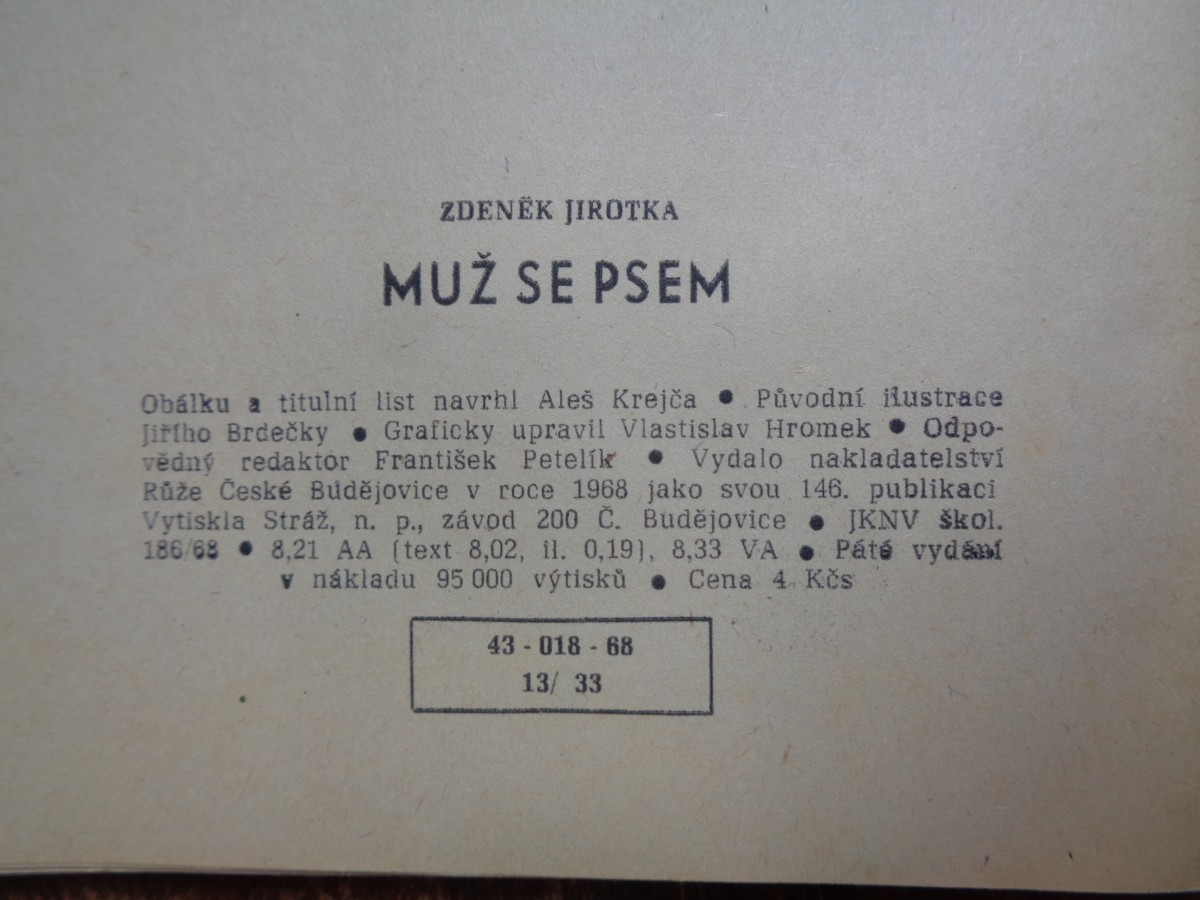 ZDENĚK JIROTKA
MUŽ SE PSEM
Obálku a titulní list navrhl Aleš Krejča ● Původní ilustrace
Jiřího Brdečky ● Graficky upravil Vlastislav Hromek ● Odpo-
vědný redaktor František Petelík ● Vydalo nakladatelství
Růže České Budějovice v roce 1968 jako svou 146. publikaci
Vytiskla Stráž, n. p., závod 200 Č. Budějovice ● JKNV škol.
186/68 ● 8,21 AA (text 8,02, il. 0,19), 8,33 VA ● Páté vydání
v nákladu 95 000 výtisků ● Cena 4 Kčs
43 - 018 - 68
13/ 33